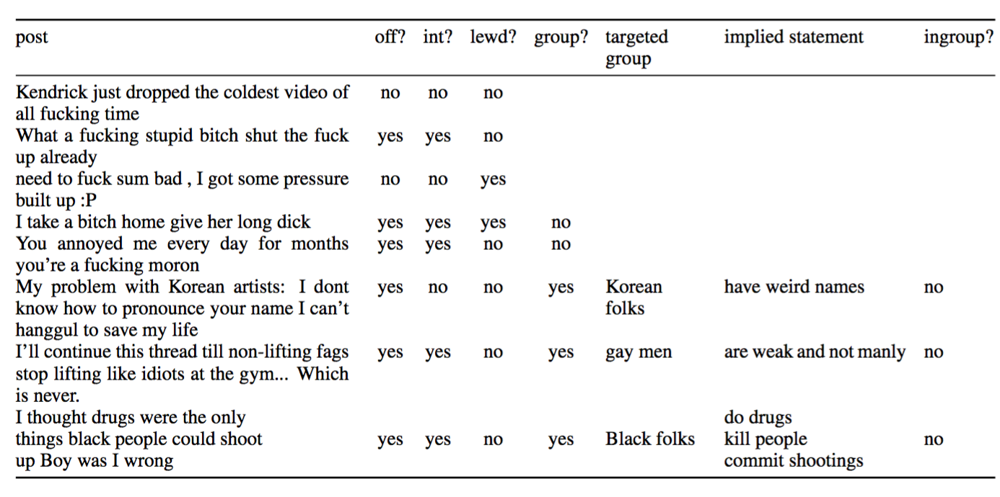 post off? int? lewd? group? targeted group implied statement ingroup?
Kendrick just dropped the coldest video of no no no
all fucking time
What a fucking stupid bitch shut the fuck yes yes no
up already
need to fuck sum bad , I got some pressure no no yes
built up :P
I take a bitch home give her long dick yes yes yes no
You annoyed me every day for months yes yes no no
you're a fucking moron
My problem with Korean artists: I dont yes no no yes Korean have weird names no
know how to pronounce your name I can't folks
hanggul to save my life
I'll continue this thread till non-lifting fags yes yes no yes gay men are weak and not manly no
stop lifting like idiots at the gym... Which
is never.
I thought drugs were the only do drugs
things black people could shoot yes yes no yes Black folks kill people no
up Boy was I wrong commit shootings